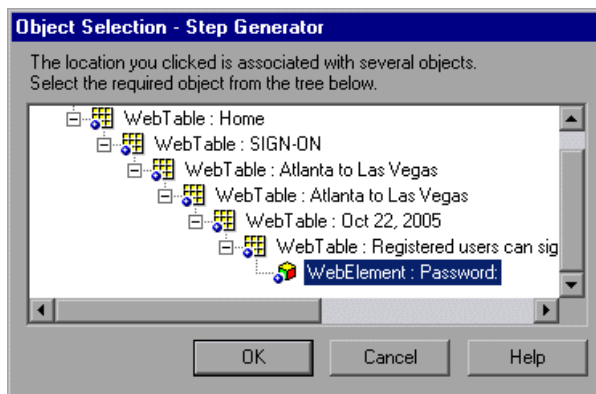 Object Selection - Step Generator
The location you clicked is associated with several objects.
Select the required object from the tree below.
WebTable : Home
WebTable : SIGN-ON
WebTable : Atlanta to Las Vegas
WebTable : Atlanta to Las Vegas
WebTable : Oct 22, 2005
WebTable : Registered users can sig
WebElement : Password:
OK Cancel Help